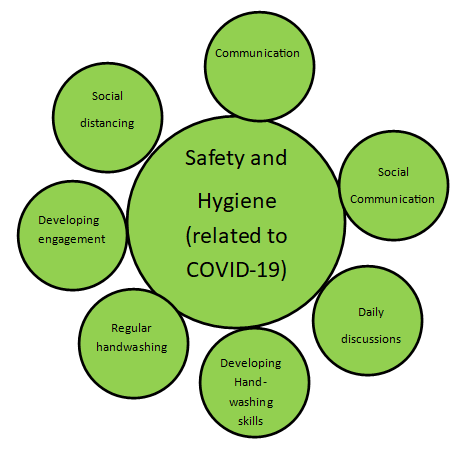 Communication
Social
distancing
Safety and
Hygiene
(related to
COVID-19)
Social
Communication
Developing
engagement
Daily
discussions
Regular
handwashing
Developing
Hand-
washing
skills